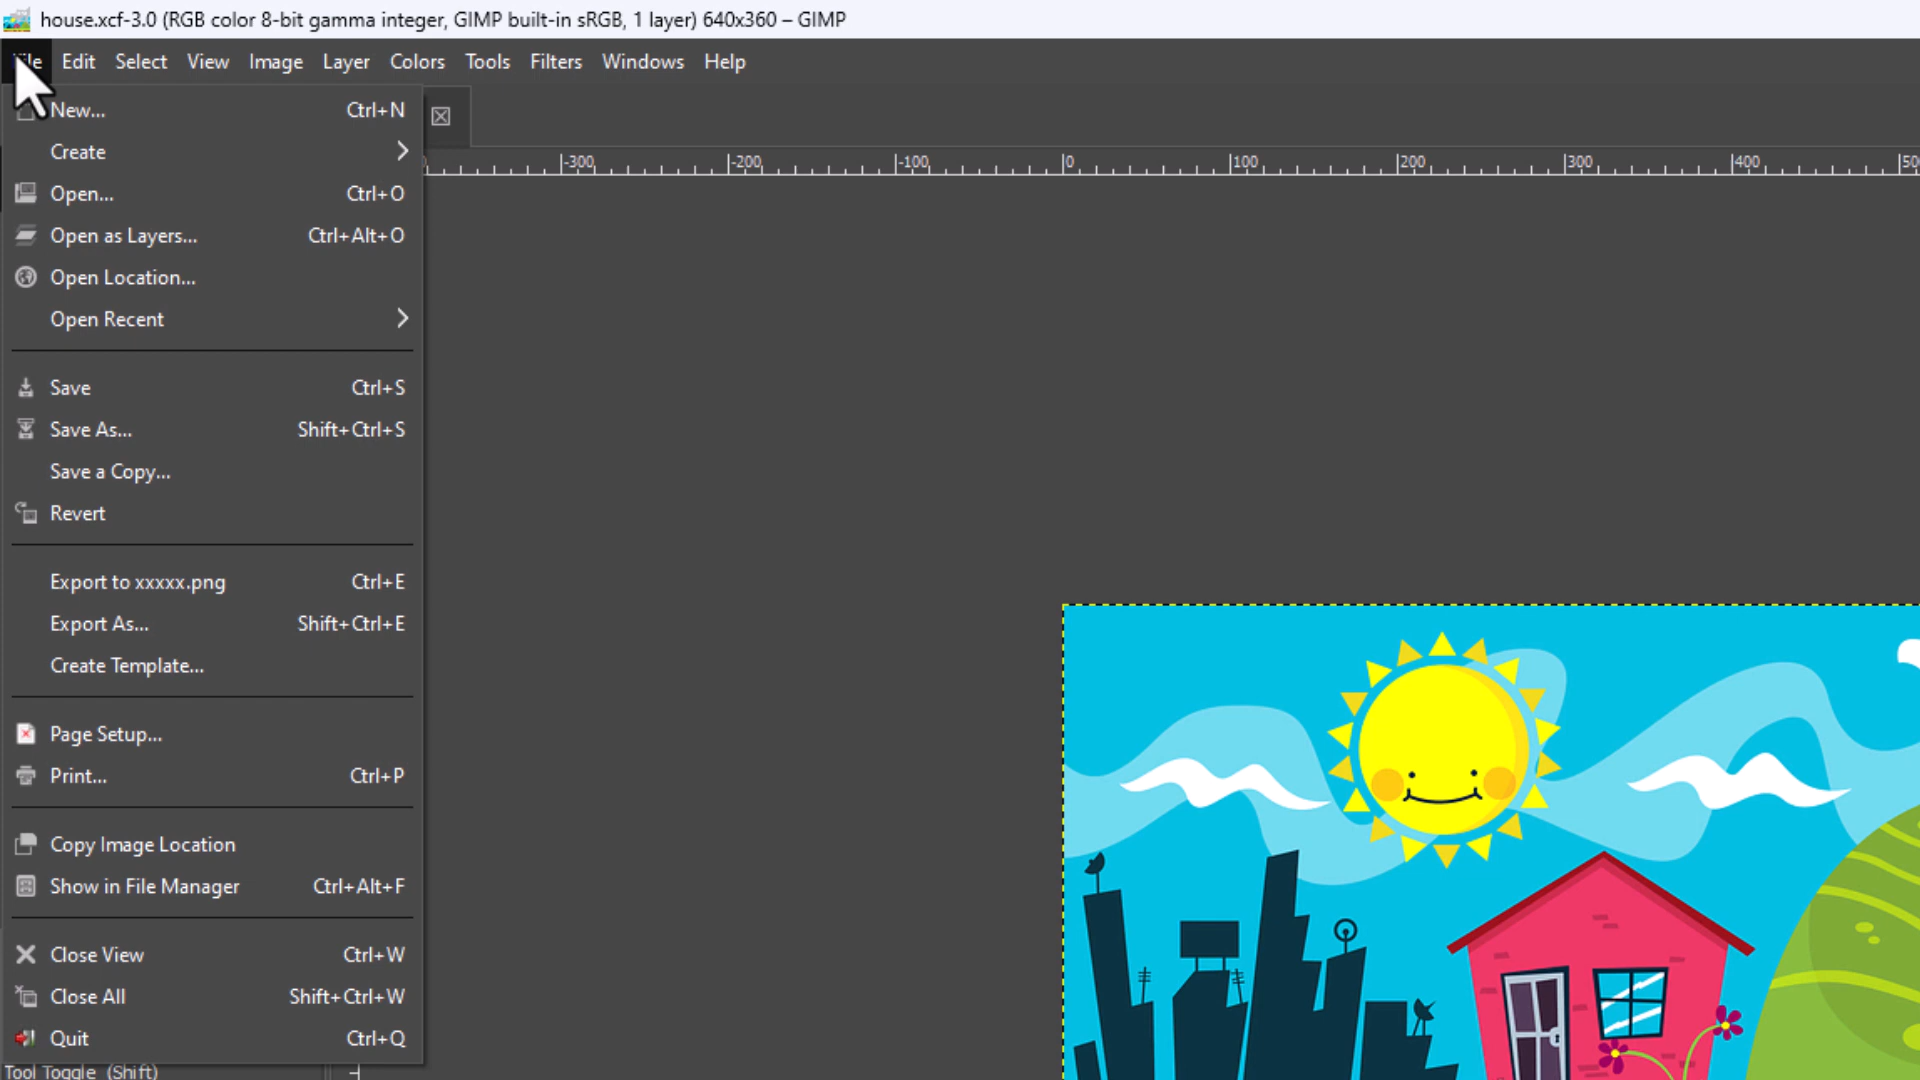 house.xcf-3.0 (RGB color 8-bit gamma integer, GIMP built-in sRGB, 1 layer) 640x360 – GIMP
Edit Select View Image Layer Colors Tools Filters Windows Help
New... Ctrl+N
Create
Open... Ctrl+O
Open as Layers... Ctrl+Alt+O
Open Location...
Open Recent
Save Ctrl+S
Save As... Shift+Ctrl+S
Save a Copy...
Revert
Export to xxxxx.png Ctrl+E
Export As... Shift+Ctrl+E
Create Template...
Page Setup...
Print... Ctrl+P
Copy Image Location
Show in File Manager Ctrl+Alt+F
Close View Ctrl+W
Close All Shift+Ctrl+W
Quit Ctrl+Q
Tool Toggle (Shift)
-300 -200 -100 0 100 200 300 400